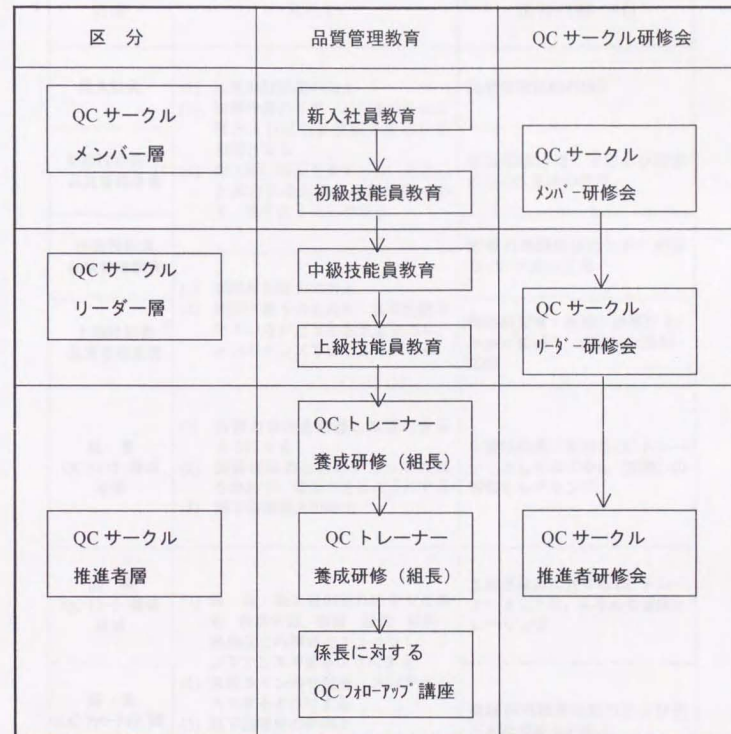 区 分
品質管理教育
QC サークル研修会
QC サークル
メンバー層
新入社員教育
初級技能員教育
QC サークル
ﾒﾝﾊﾞｰ研修会
QC サークル
リーダー層
中級技能員教育
上級技能員教育
QC サークル
ﾘｰﾀﾞｰ研修会
QC サークル
推進者層
QC トレーナー
養成研修（組長）
QC トレーナー
養成研修（組長）
係長に対する
QC ﾌｫﾛｰｱｯﾌﾟ講座
QC サークル
推進者研修会